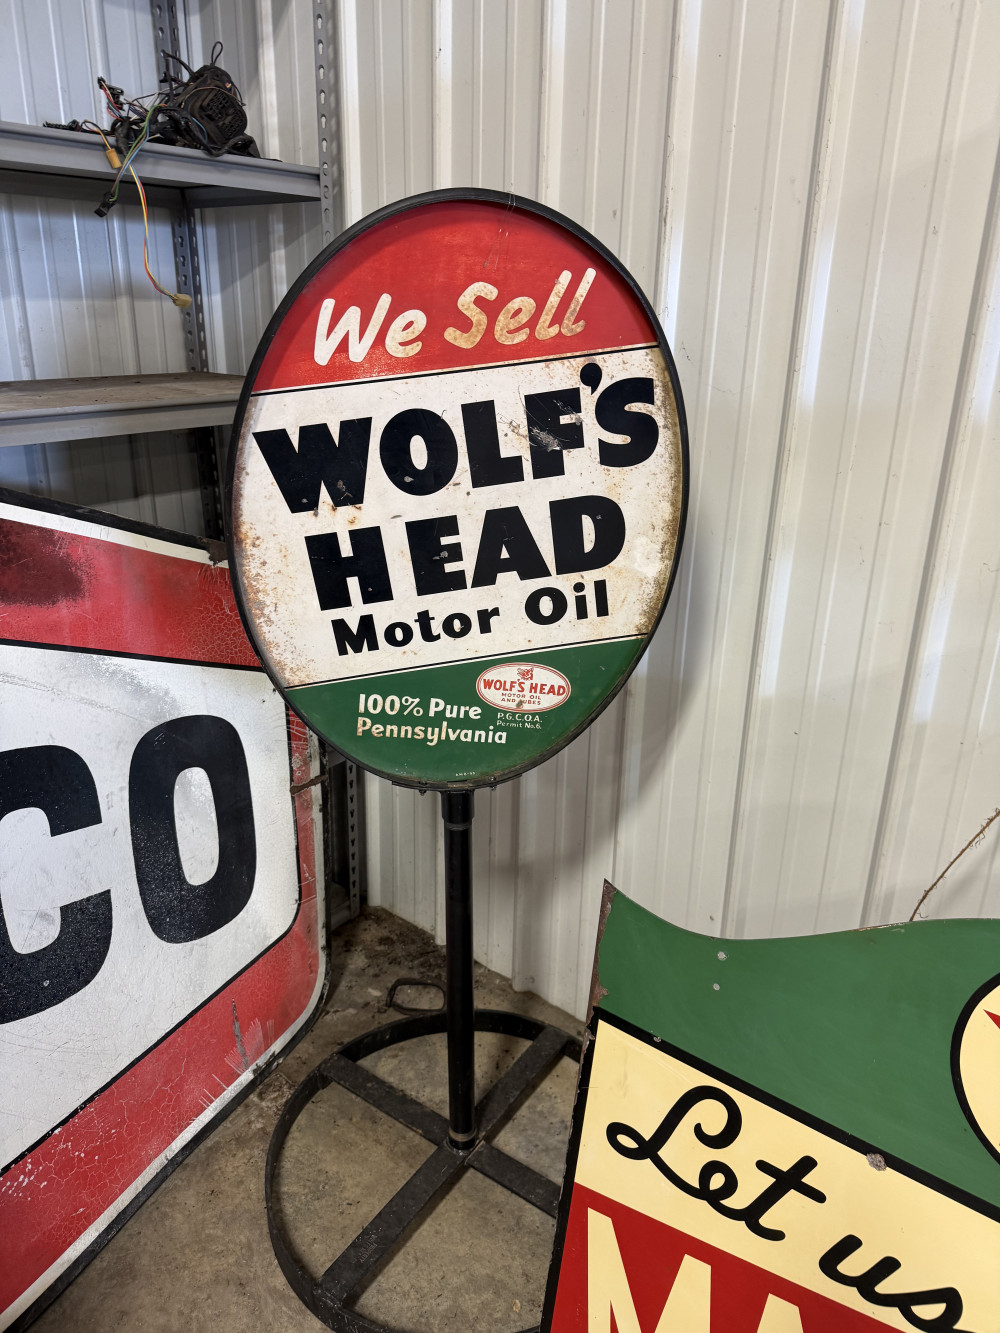 We Sell
WOLF'S
HEAD
Motor Oil
100% Pure
Pennsylvania
WOLF'S HEAD
MOTOR OIL
AND LUBES
P.G.C.O.A.
Permit No.6.
CO
Let us
MA